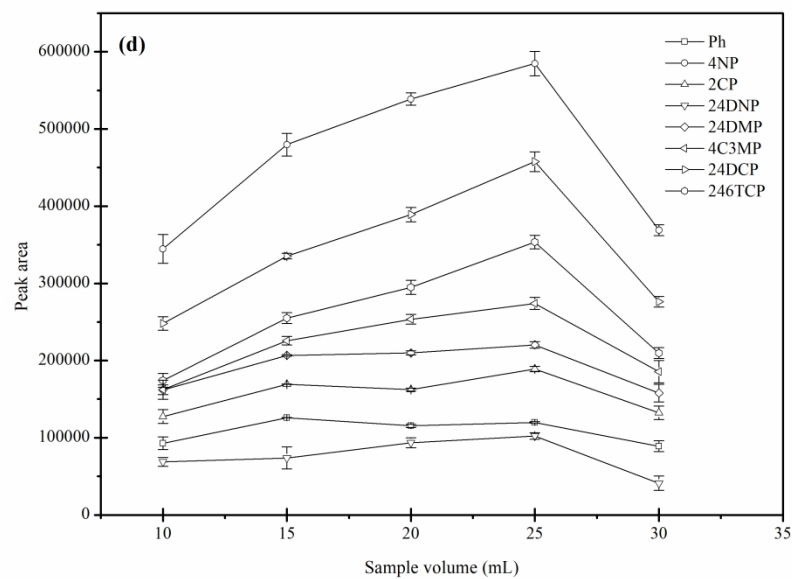 (d)
Ph
4NP
2CP
24DNP
24DMP
4C3MP
24DCP
246TCP
600000
500000
400000
300000
200000
100000
0
Peak area
10
15
20
25
30
35
Sample volume (mL)